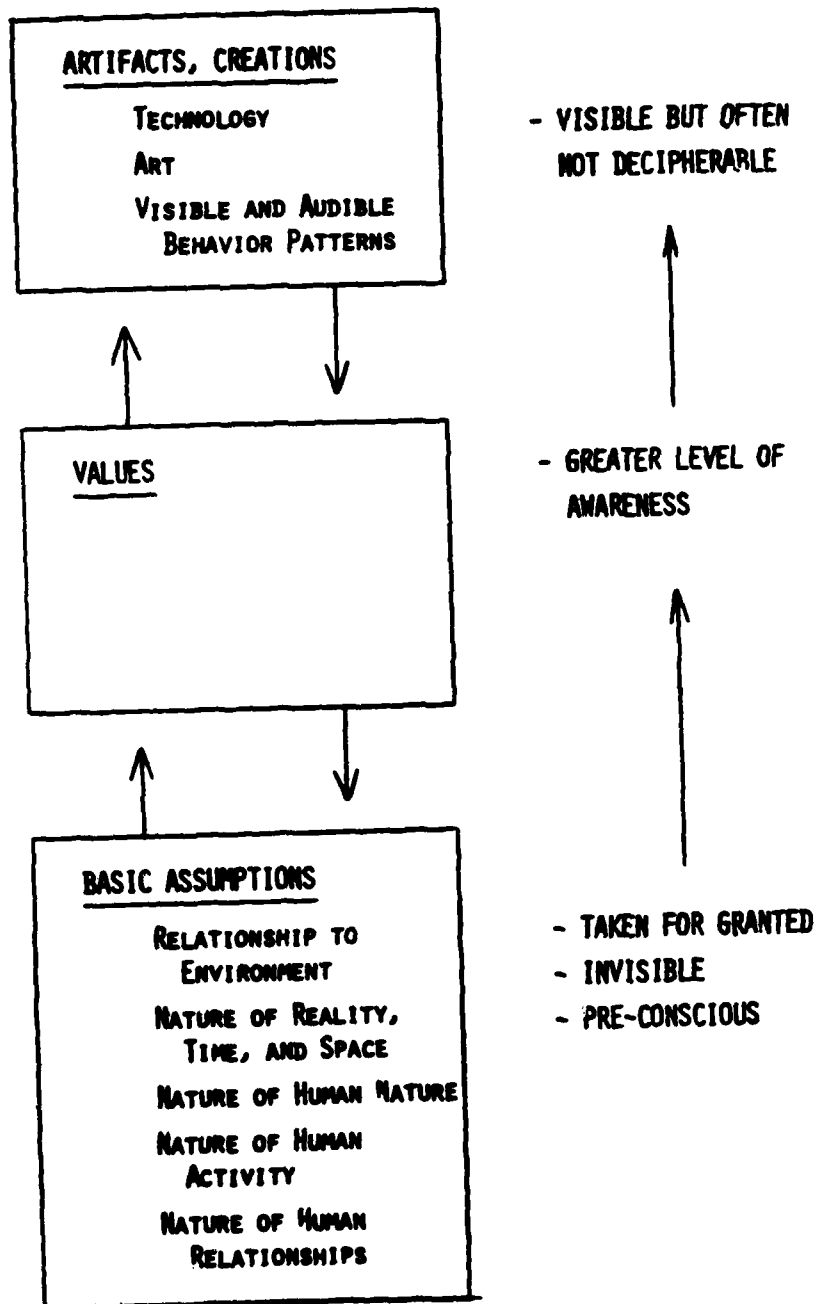 ARTIFACTS, CREATIONS
TECHNOLOGY
ART
VISIBLE AND AUDIBLE
BEHAVIOR PATTERNS
- VISIBLE BUT OFTEN
NOT DECIPHERABLE
VALUES
- GREATER LEVEL OF
AWARENESS
BASIC ASSUMPTIONS
RELATIONSHIP TO
ENVIRONMENT
NATURE OF REALITY,
TIME, AND SPACE
NATURE OF HUMAN NATURE
NATURE OF HUMAN
ACTIVITY
NATURE OF HUMAN
RELATIONSHIPS
- TAKEN FOR GRANTED
- INVISIBLE
- PRE-CONSCIOUS